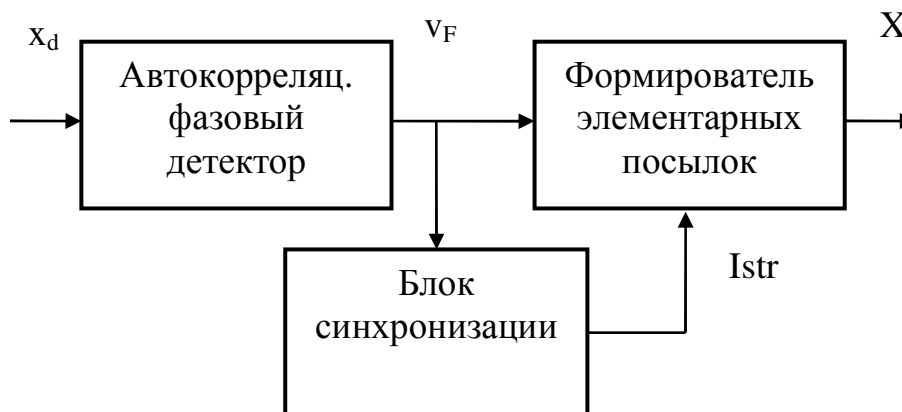 x_d
v_F
X
Автокорреляц.
фазовый
детектор
Формирователь
элементарных
посылок
Блок
синхронизации
Istr